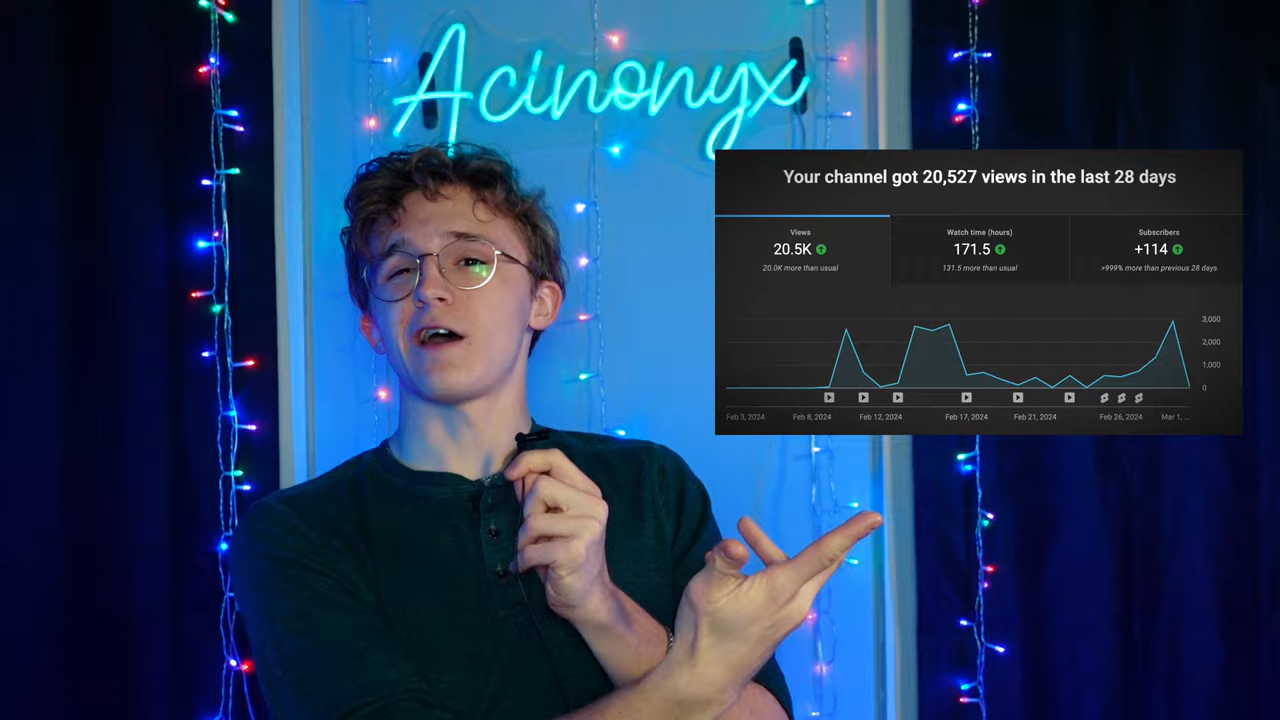 Acinonyx
Your channel got 20,527 views in the last 28 days
Views
20.5K
20.0K more than usual
Watch time (hours)
171.5
131.5 more than usual
Subscribers
+114
>999% more than previous 28 days
3,000
2,000
1,000
0
Feb 3, 2024 Feb 8, 2024 Feb 12, 2024 Feb 17, 2024 Feb 21, 2024 Feb 26, 2024 Mar 1, ...